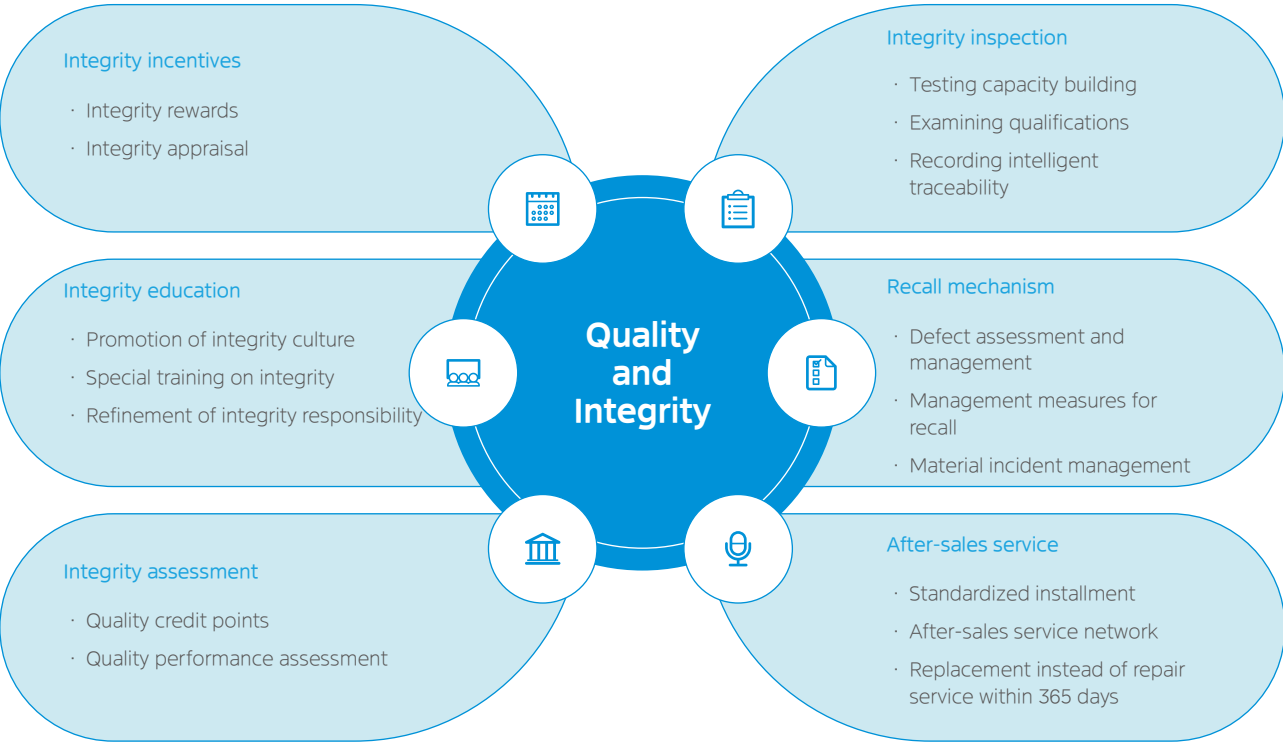 Integrity incentives
· Integrity rewards
· Integrity appraisal
Integrity education
· Promotion of integrity culture
· Special training on integrity
· Refinement of integrity responsibility
Integrity assessment
· Quality credit points
· Quality performance assessment
Quality
and
Integrity
Integrity inspection
· Testing capacity building
· Examining qualifications
· Recording intelligent
traceability
Recall mechanism
· Defect assessment and
management
· Management measures for
recall
· Material incident management
After-sales service
· Standardized installment
· After-sales service network
· Replacement instead of repair
service within 365 days